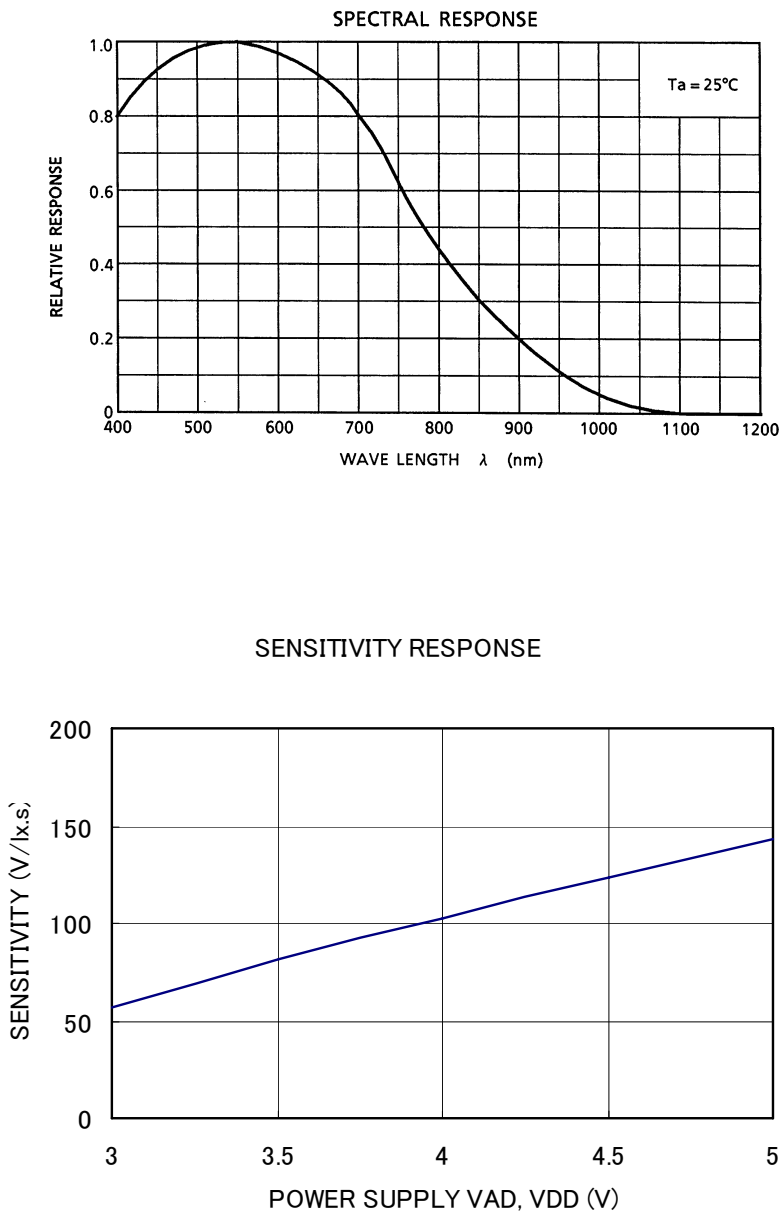 SPECTRAL RESPONSE
1.0
0.8
0.6
0.4
0.2
0
RELATIVE RESPONSE
Ta = 25°C
400 500 600 700 800 900 1000 1100 1200
WAVE LENGTH λ (nm)
SENSITIVITY RESPONSE
200
150
100
50
0
SENSITIVITY (V/lx.s)
3 3.5 4 4.5 5
POWER SUPPLY VAD, VDD (V)